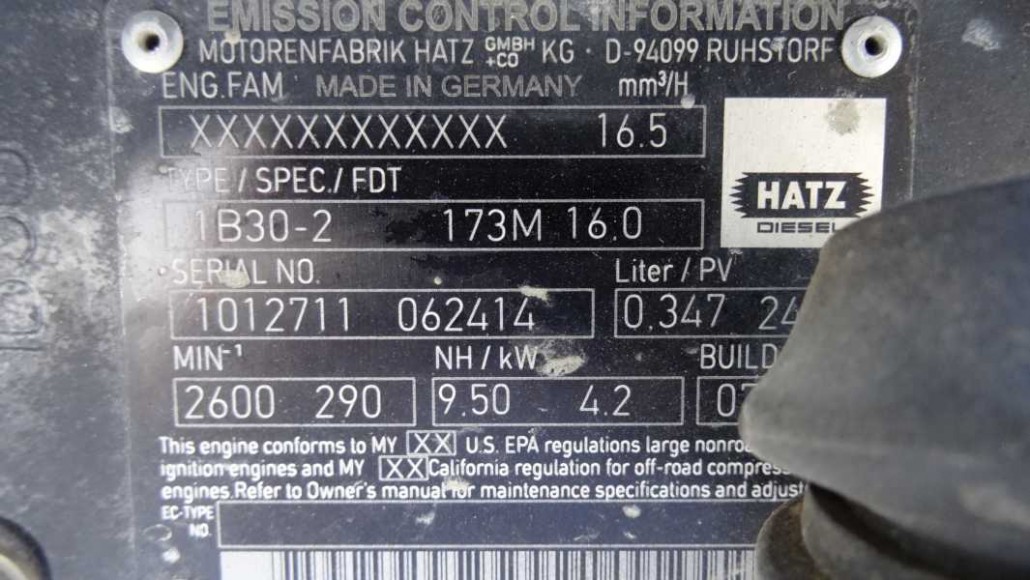 EMISSION CONTROL INFORMATION
MOTORENFABRIK HATZ GMBH +CO KG · D-94099 RUHSTORF
ENG.FAM MADE IN GERMANY mm³/H
XXXXXXXXXXXX 16.5
TYPE / SPEC./ FDT
1B30-2 173M 16.0
HATZ
DIESEL
SERIAL NO. Liter / PV
1012711 062414 0.347 24
MIN⁻¹ NH / kW BUILD
2600 290 9.50 4.2 07
This engine conforms to MY XX U.S. EPA regulations large
ignition engines and MY XX California regulation for off-road
engines.Refer to Owner's manual for maintenance specifications and
EC-TYPE
NO.